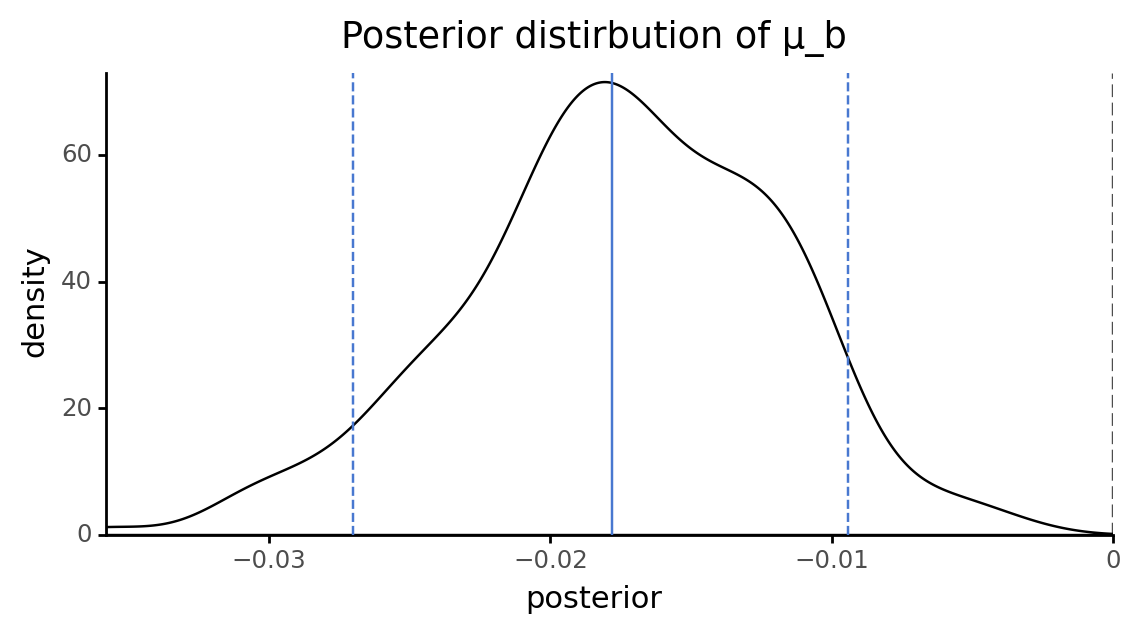 Posterior distirbution of μ_b
density
60
40
20
0
−0.03
−0.02
−0.01
0
posterior